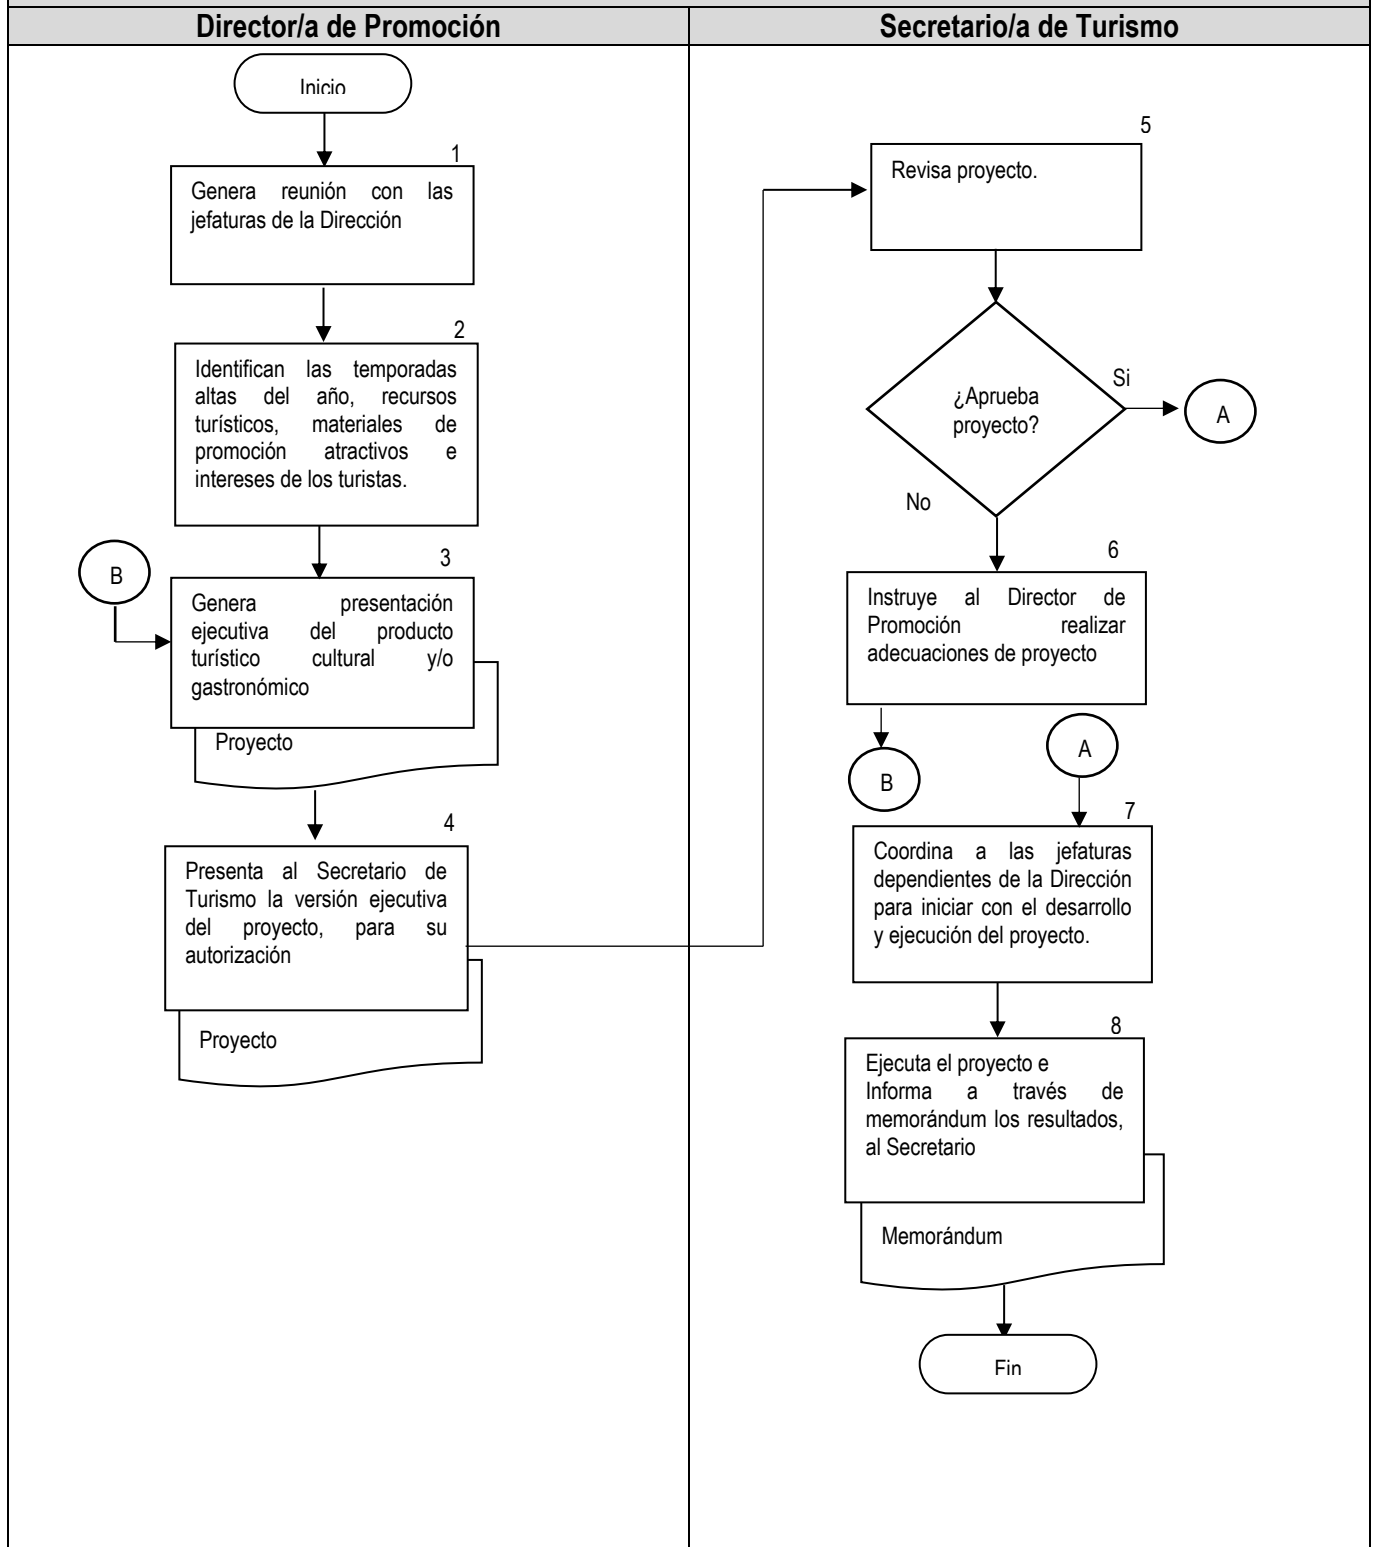 Director/a de Promoción
Inicio
1
Genera reunión con las
jefaturas de la Dirección
2
Identifican las temporadas
altas del año, recursos
turísticos, materiales de
promoción atractivos e
intereses de los turistas.
B
3
Genera presentación
ejecutiva del producto
turístico cultural y/o
gastronómico
Proyecto
4
Presenta al Secretario de
Turismo la versión ejecutiva
del proyecto, para su
autorización
Proyecto
Secretario/a de Turismo
5
Revisa proyecto.
¿Aprueba
proyecto?
Si
A
No
6
Instruye al Director de
Promoción realizar
adecuaciones de proyecto
B
A
7
Coordina a las jefaturas
dependientes de la Dirección
para iniciar con el desarrollo
y ejecución del proyecto.
8
Ejecuta el proyecto e
Informa a través de
memorándum los resultados,
al Secretario
Memorándum
Fin